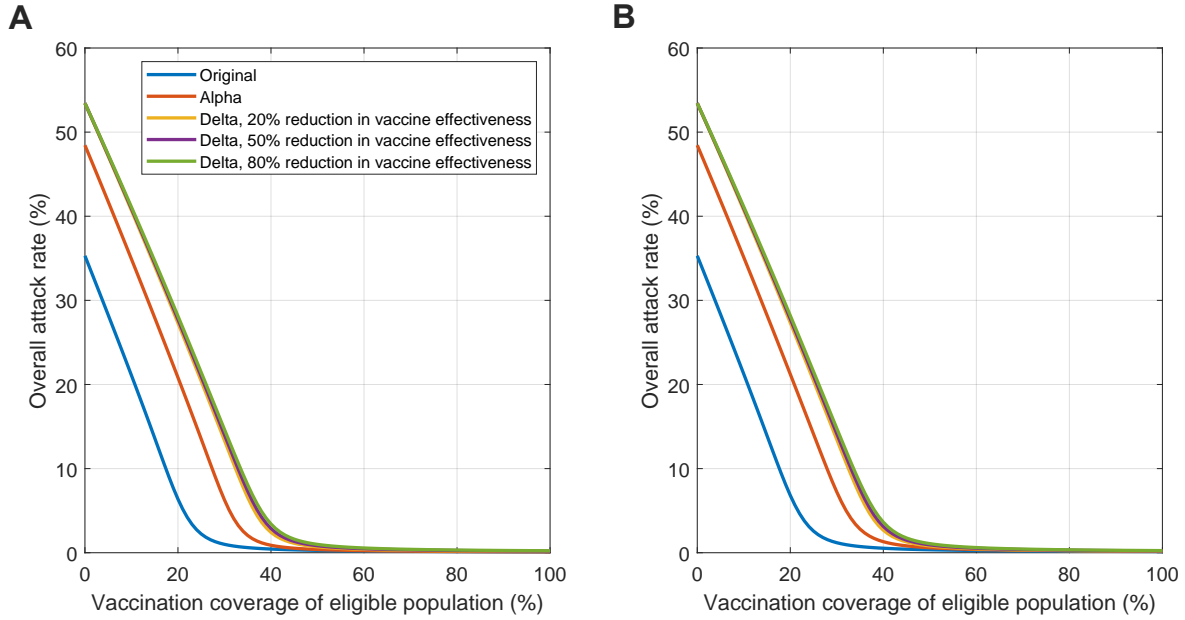 A
Overall attack rate (%)
60
50
40
30
20
10
0
Original
Alpha
Delta, 20% reduction in vaccine effectiveness
Delta, 50% reduction in vaccine effectiveness
Delta, 80% reduction in vaccine effectiveness
0 20 40 60 80 100
Vaccination coverage of eligible population (%)
B
Overall attack rate (%)
60
50
40
30
20
10
0
0 20 40 60 80 100
Vaccination coverage of eligible population (%)